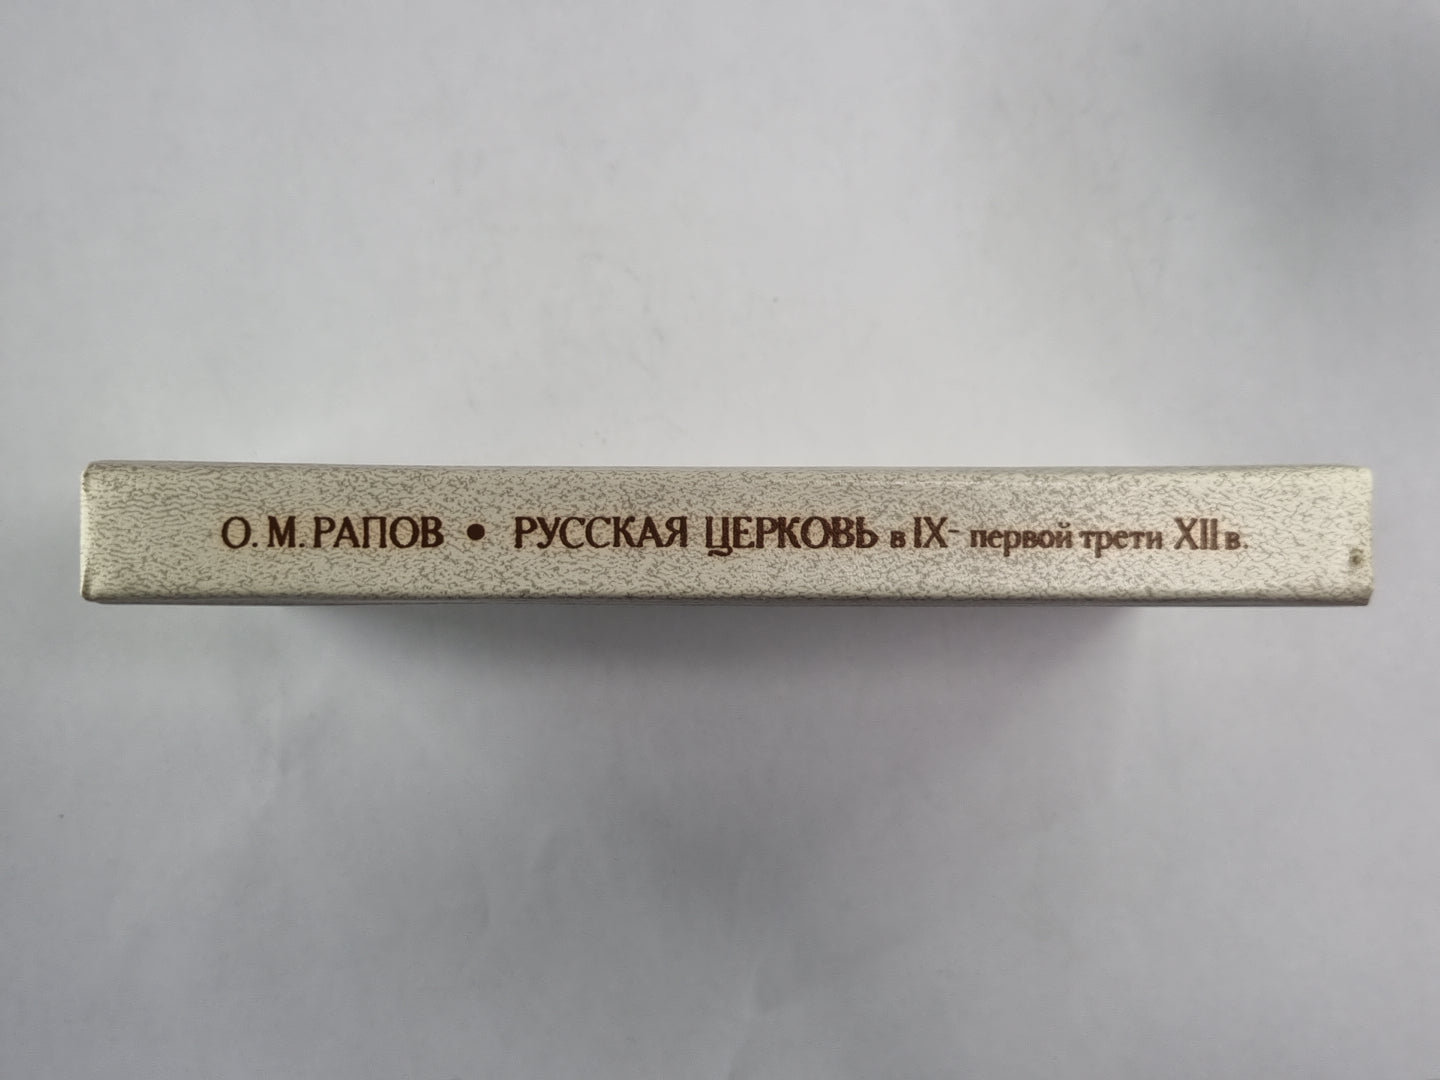 О. М. РАПОВ • РУССКАЯ ЦЕРКОВЬ в IX – первой трети XII в.